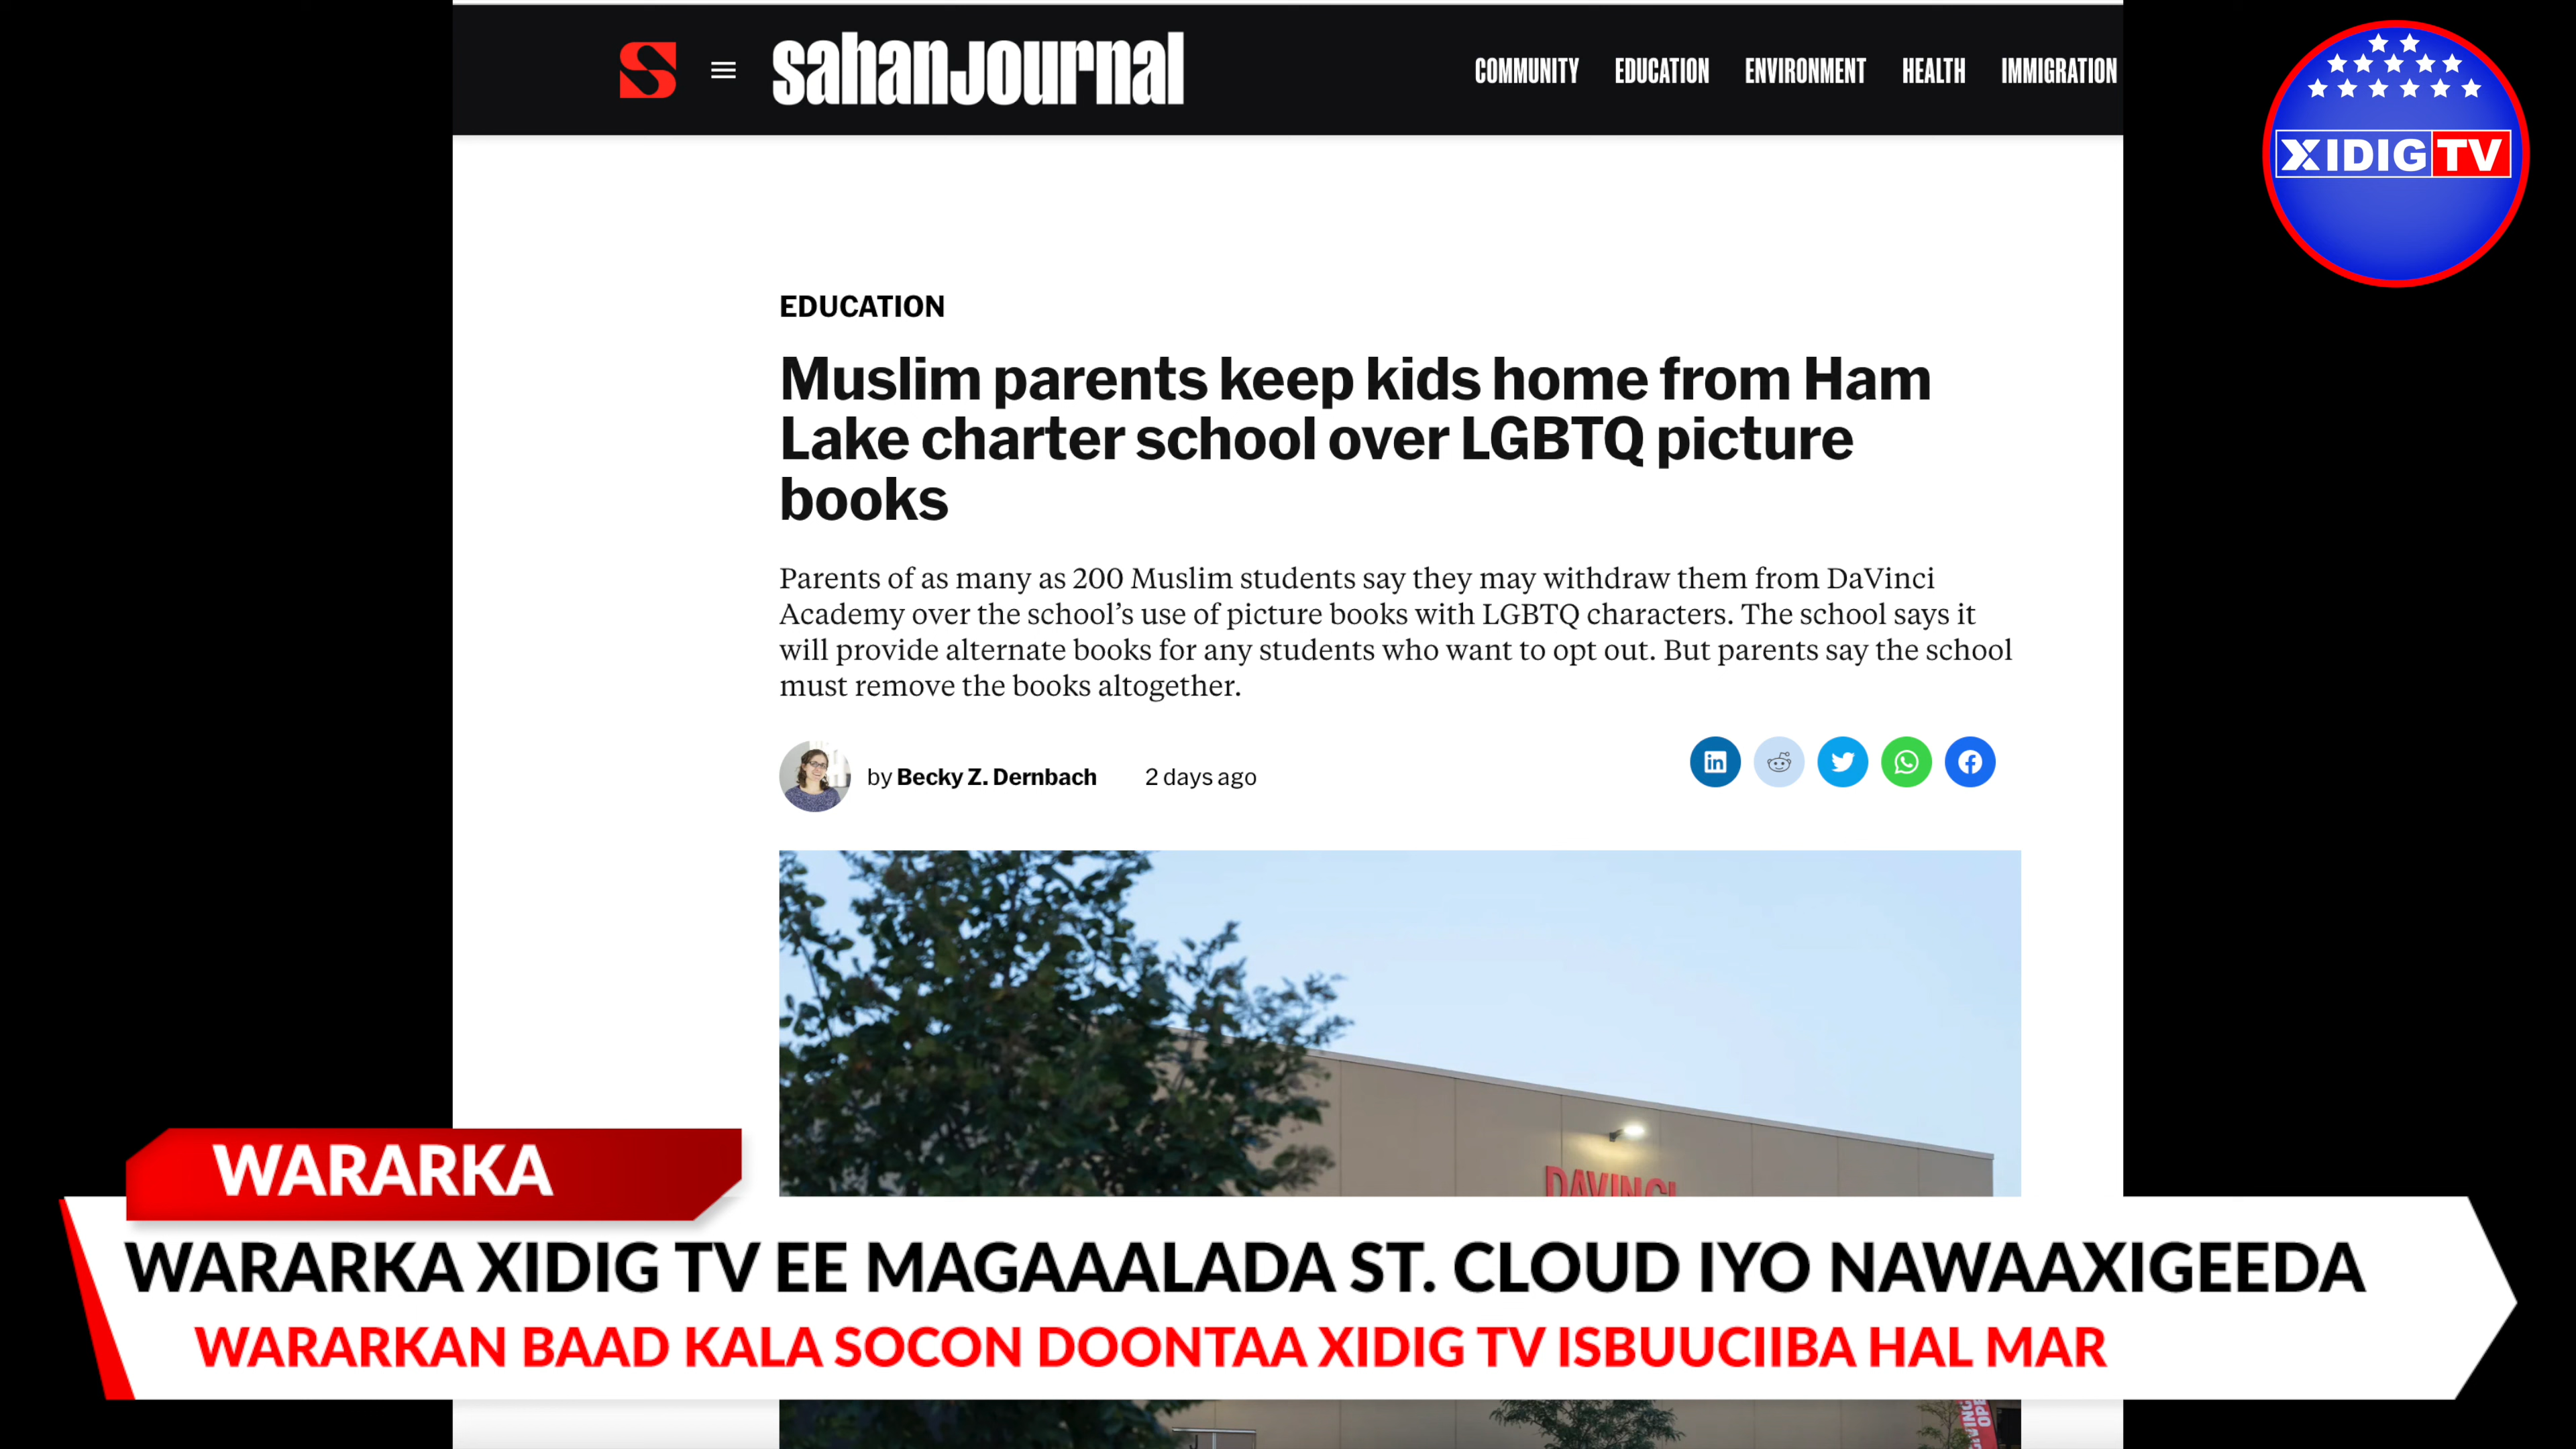 sahanjournal
COMMUNITY EDUCATION ENVIRONMENT HEALTH IMMIGRATION
XIDIG TV
EDUCATION
Muslim parents keep kids home from Ham
Lake charter school over LGBTQ picture
books
Parents of as many as 200 Muslim students say they may withdraw them from DaVinci
Academy over the school’s use of picture books with LGBTQ characters. The school says it
will provide alternate books for any students who want to opt out. But parents say the school
must remove the books altogether.
by Becky Z. Dernbach 2 days ago
in
DAVINCI
WARARKA
WARARKA XIDIG TV EE MAGAAALADA ST. CLOUD IYO NAWAAXIGEEDA
WARARKAN BAAD KALA SOCON DOONTAA XIDIG TV ISBUUCIIBA HAL MAR